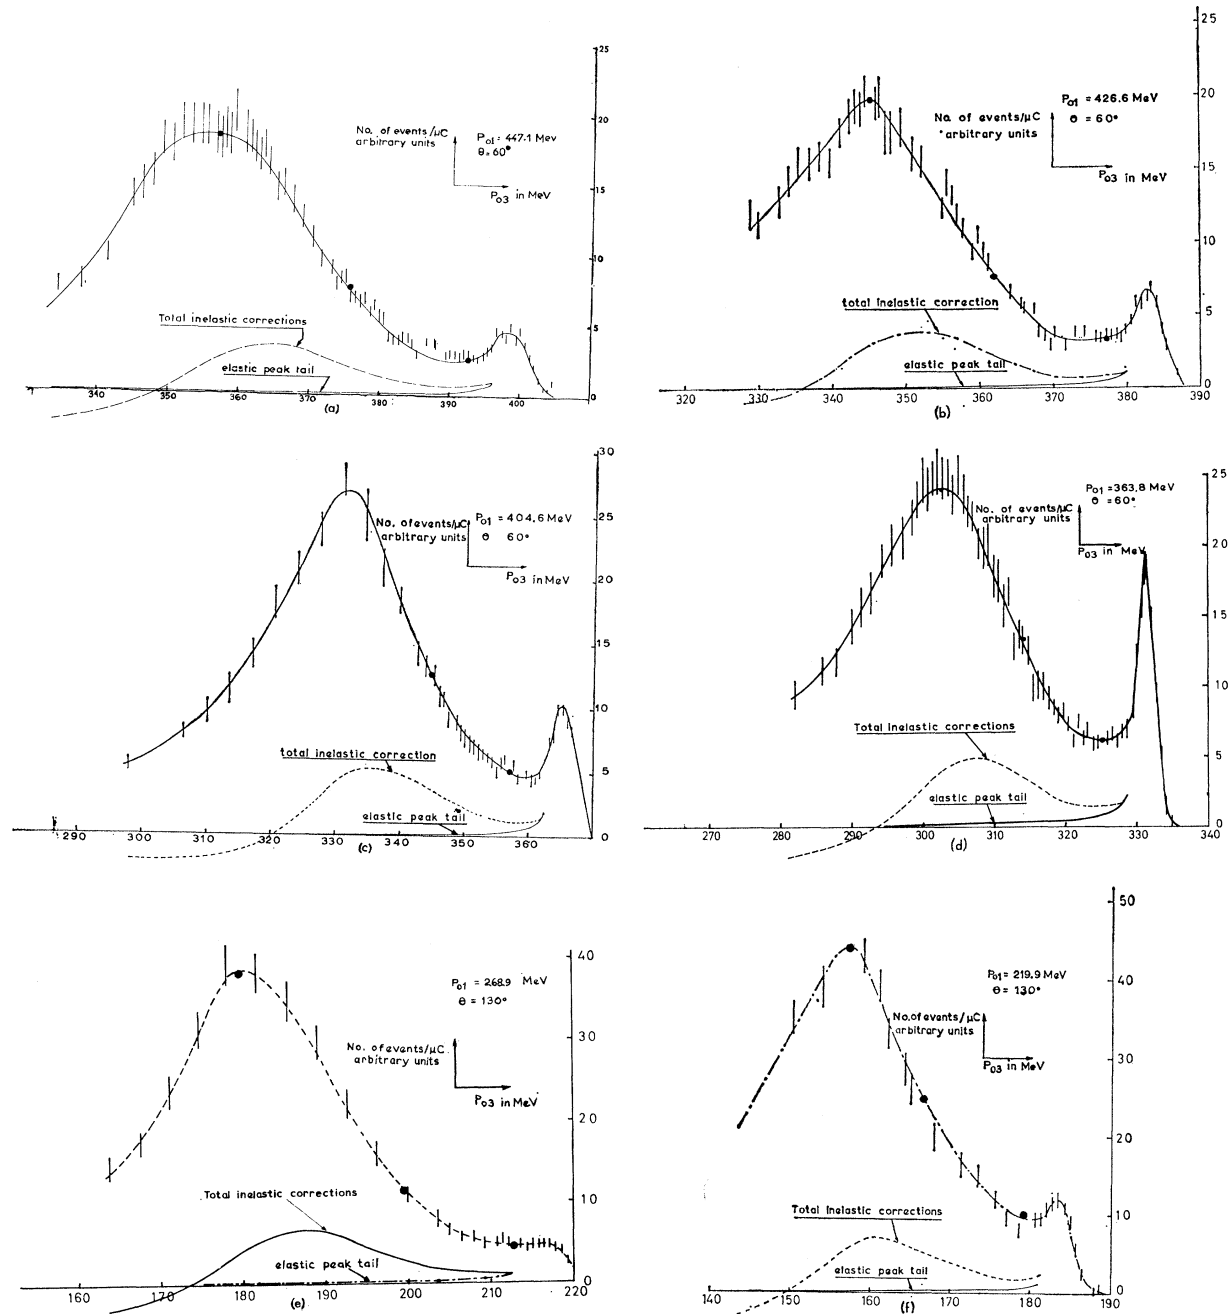 25
20
15
10
5
0
No. of events/μC
arbitrary units
P01 = 447.1 Mev
θ = 60°
P03 in MeV
Total inelastic corrections
elastic peak tail
340 350 360 370 380 390 400
(a)
25
20
15
10
5
0
P01 = 426.6 MeV
θ = 60°
No. of events/μC
arbitrary units
P03 in MeV
total inelastic correction
elastic peak tail
320 330 340 350 360 370 380 390
(b)
30
25
20
15
10
5
0
No. of events/μC
arbitrary units
P01 = 404.6 MeV
θ 60°
P03 in MeV
total inelastic correction
elastic peak tail
290 300 310 320 330 340 350 360
(c)
25
20
15
10
5
0
P01 = 363.8 MeV
θ = 60°
No. of events/μC
arbitrary units
P03 in MeV
Total inelastic corrections
elastic peak tail
270 280 290 300 310 320 330 340
(d)
40
30
20
10
0
P01 = 268.9 MeV
θ = 130°
No. of events/μC
arbitrary units
P03 in MeV
Total inelastic corrections
elastic peak tail
160 170 180 190 200 210 220
(e)
50
40
30
20
10
0
P01 = 219.9 MeV
θ = 130°
No. of events/μC
arbitrary units
P03 in MeV
Total inelastic corrections
elastic peak tail
140 150 160 170 180 190
(f)